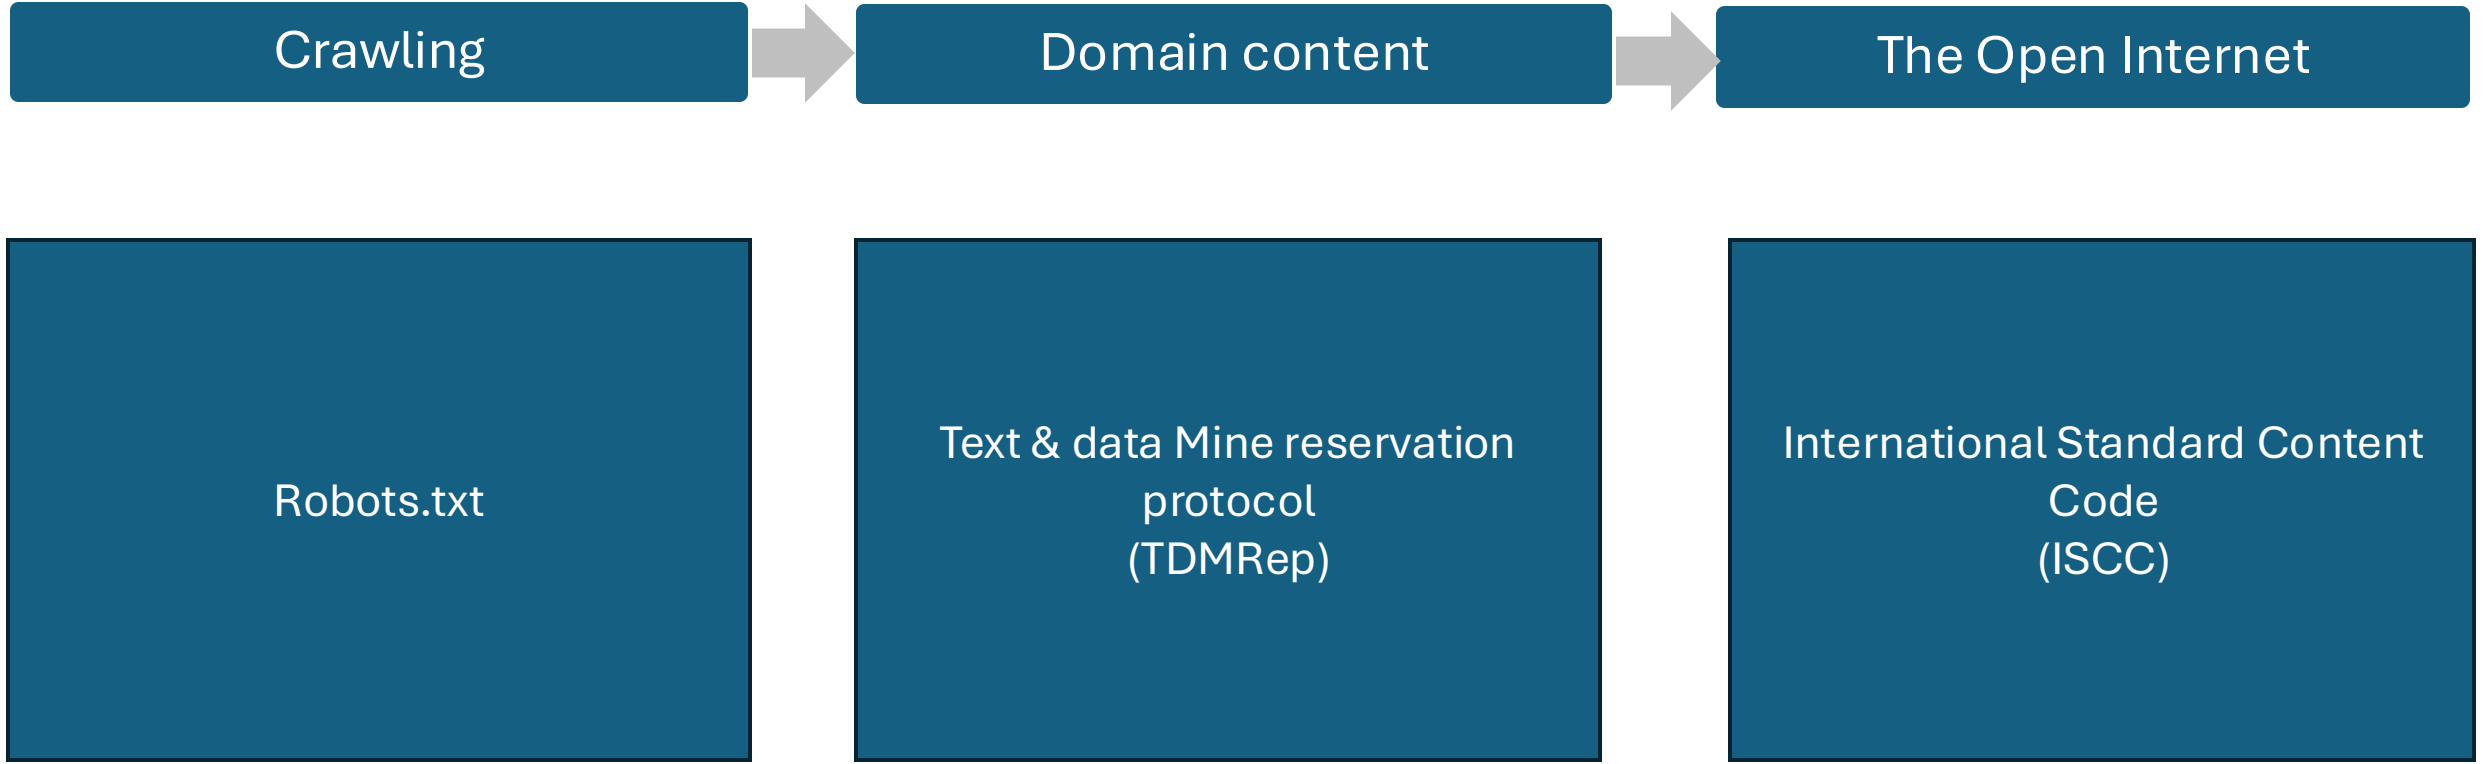 Crawling
Domain content
The Open Internet
Robots.txt
Text & data Mine reservation
protocol
(TDMRep)
International Standard Content
Code
(ISCC)